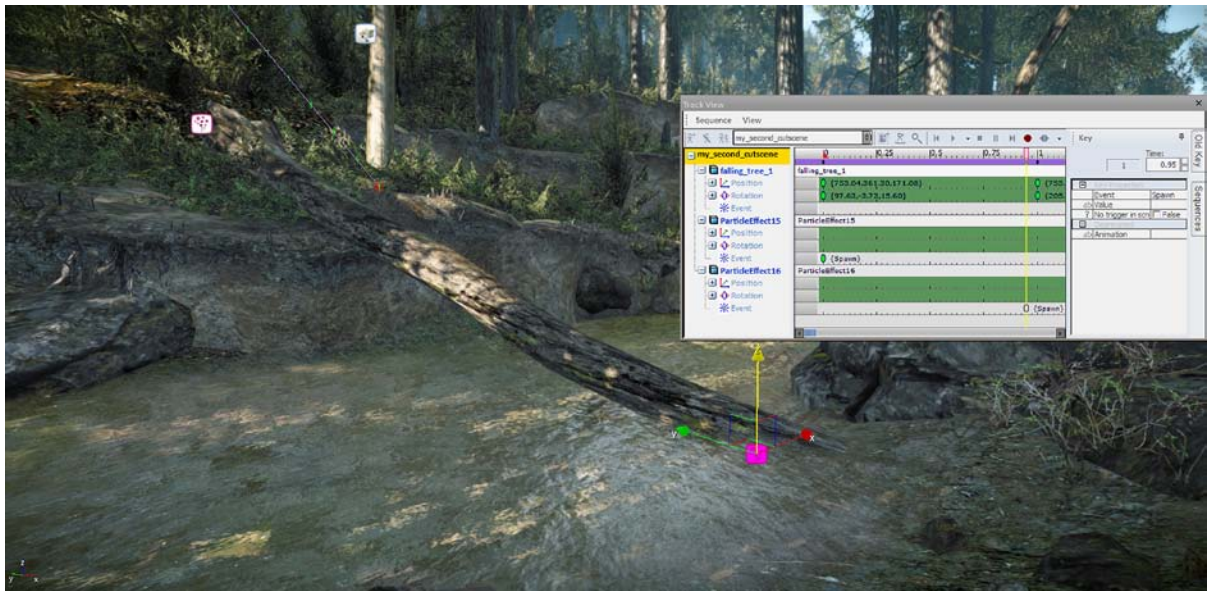 Track View
Sequence View
my_second_cutscene
Key
my_second_cutscene
0 0,25 0,5 0,75 1
Time:
1 0.95
falling_tree_1
falling_tree_1
Position
Rotation
Event
Event Spawn
Value
No trigger in False
Animation
ParticleEffect15
ParticleEffect15
Position
Rotation
Event
(Spawn)
ParticleEffect16
ParticleEffect16
Position
Rotation
Event
(Spawn)
Old Key
Sequences
Z
y
x
z
y
x